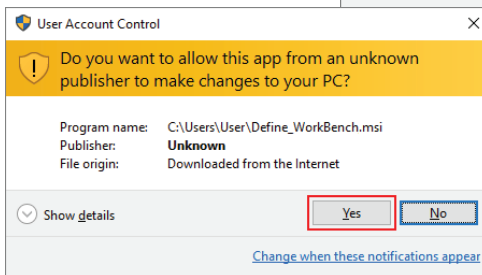 User Account Control
Do you want to allow this app from an unknown
publisher to make changes to your PC?
Program name: C:\Users\User\Define_WorkBench.msi
Publisher: Unknown
File origin: Downloaded from the Internet
Show details
Yes
No
Change when these notifications appear